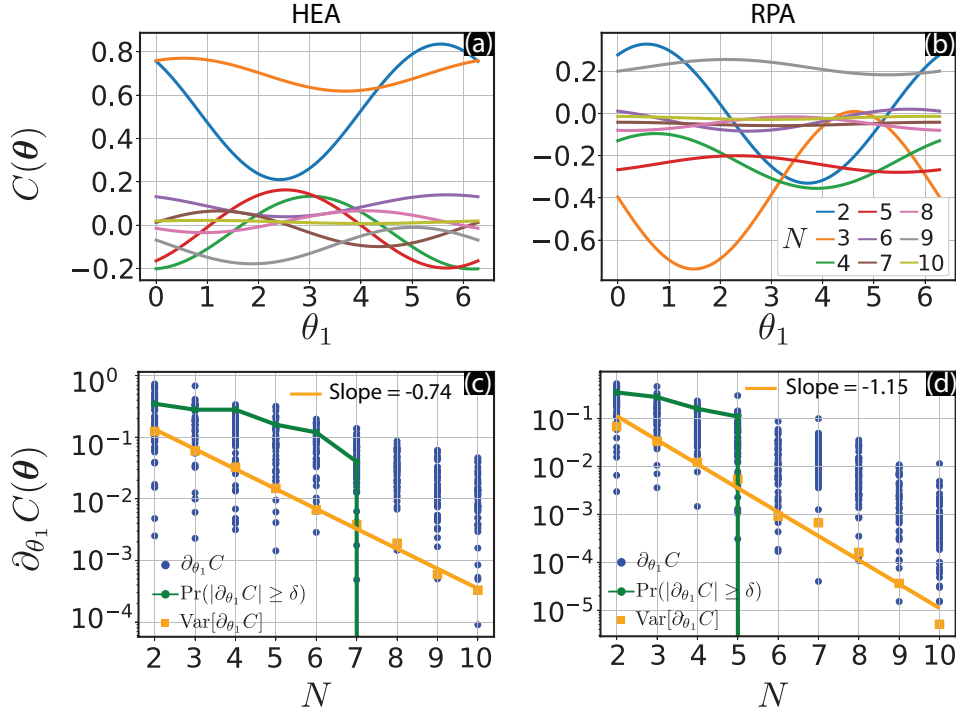 HEA
RPA
(a)
0.8
0.6
0.4
0.2
0.0
−0.2
C(θ)
0 1 2 3 4 5 6
θ₁
(b)
0.2
0.0
−0.2
−0.4
−0.6
N
2 5 8
3 6 9
4 7 10
0 1 2 3 4 5 6
θ₁
(c)
Slope = -0.74
10⁰
10⁻¹
10⁻²
10⁻³
10⁻⁴
∂θ₁C(θ)
∂θ₁C
Pr(|∂θ₁C| ≥ δ)
Var[∂θ₁C]
2 3 4 5 6 7 8 9 10
N
(d)
Slope = -1.15
10⁻¹
10⁻²
10⁻³
10⁻⁴
10⁻⁵
∂θ₁C
Pr(|∂θ₁C| ≥ δ)
Var[∂θ₁C]
2 3 4 5 6 7 8 9 10
N